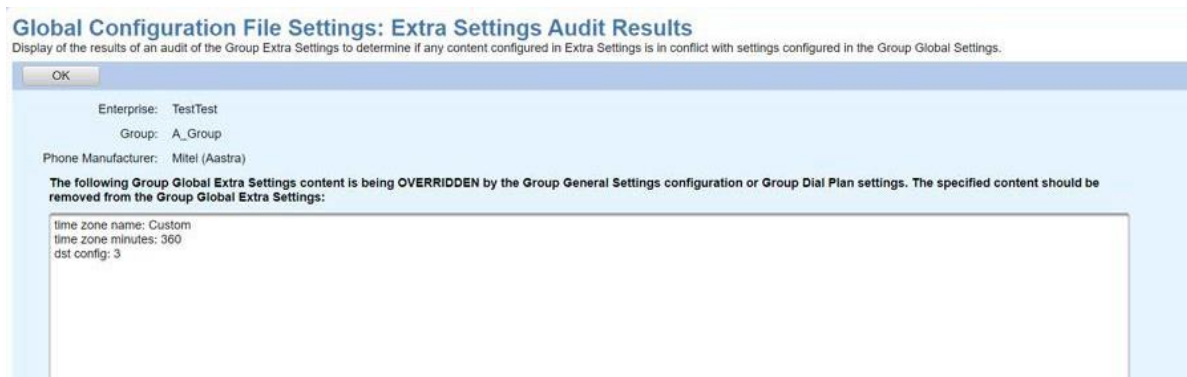 Global Configuration File Settings: Extra Settings Audit Results
Display of the results of an audit of the Group Extra Settings to determine if any content configured in Extra Settings is in conflict with settings configured in the Group Global Settings.
OK
Enterprise: TestTest
Group: A_Group
Phone Manufacturer: Mitel (Aastra)
The following Group Global Extra Settings content is being OVERRIDDEN by the Group General Settings configuration or Group Dial Plan settings. The specified content should be
removed from the Group Global Extra Settings:
time zone name: Custom
time zone minutes: 360
dst config: 3